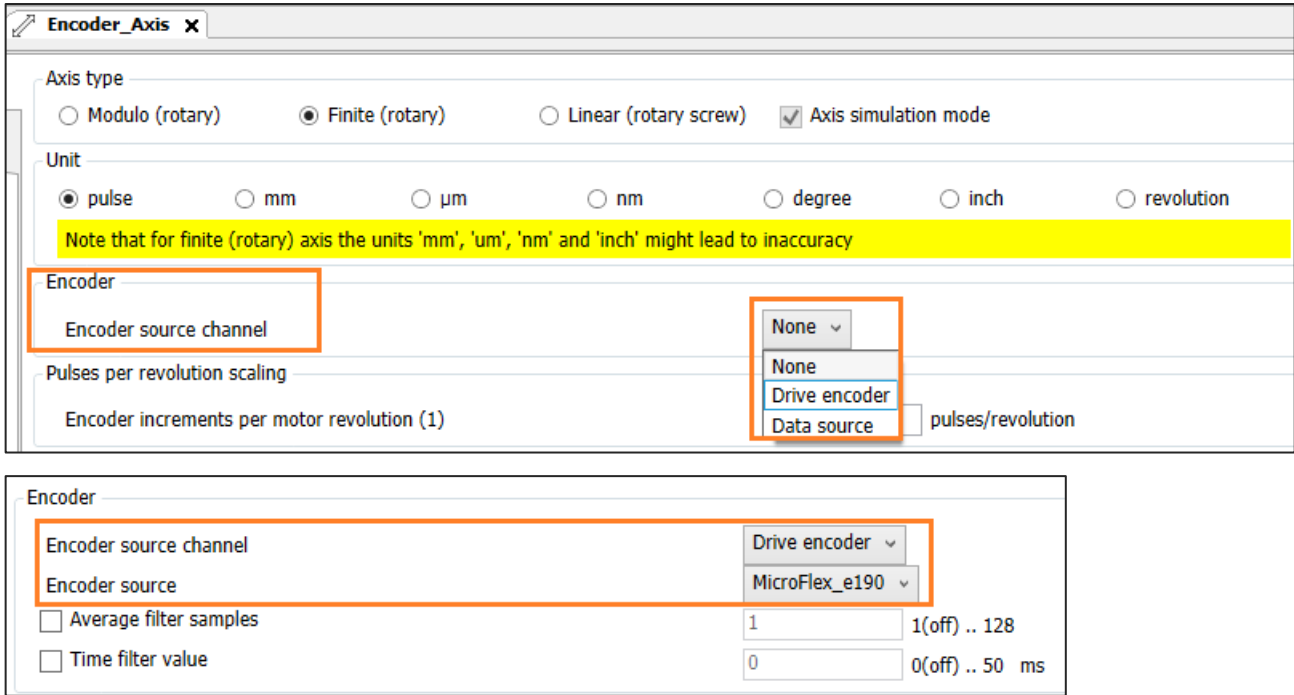 Encoder_Axis X
Axis type
Modulo (rotary) Finite (rotary) Linear (rotary screw) Axis simulation mode
Unit
pulse mm µm nm degree inch revolution
Note that for finite (rotary) axis the units 'mm', 'um', 'nm' and 'inch' might lead to inaccuracy
Encoder
Encoder source channel None
None
Pulses per revolution scaling
Drive encoder
Encoder increments per motor revolution (1) Data source pulses/revolution
Encoder
Encoder source channel Drive encoder
Encoder source MicroFlex_e190
Average filter samples 1 1(off) .. 128
Time filter value 0 0(off) .. 50 ms